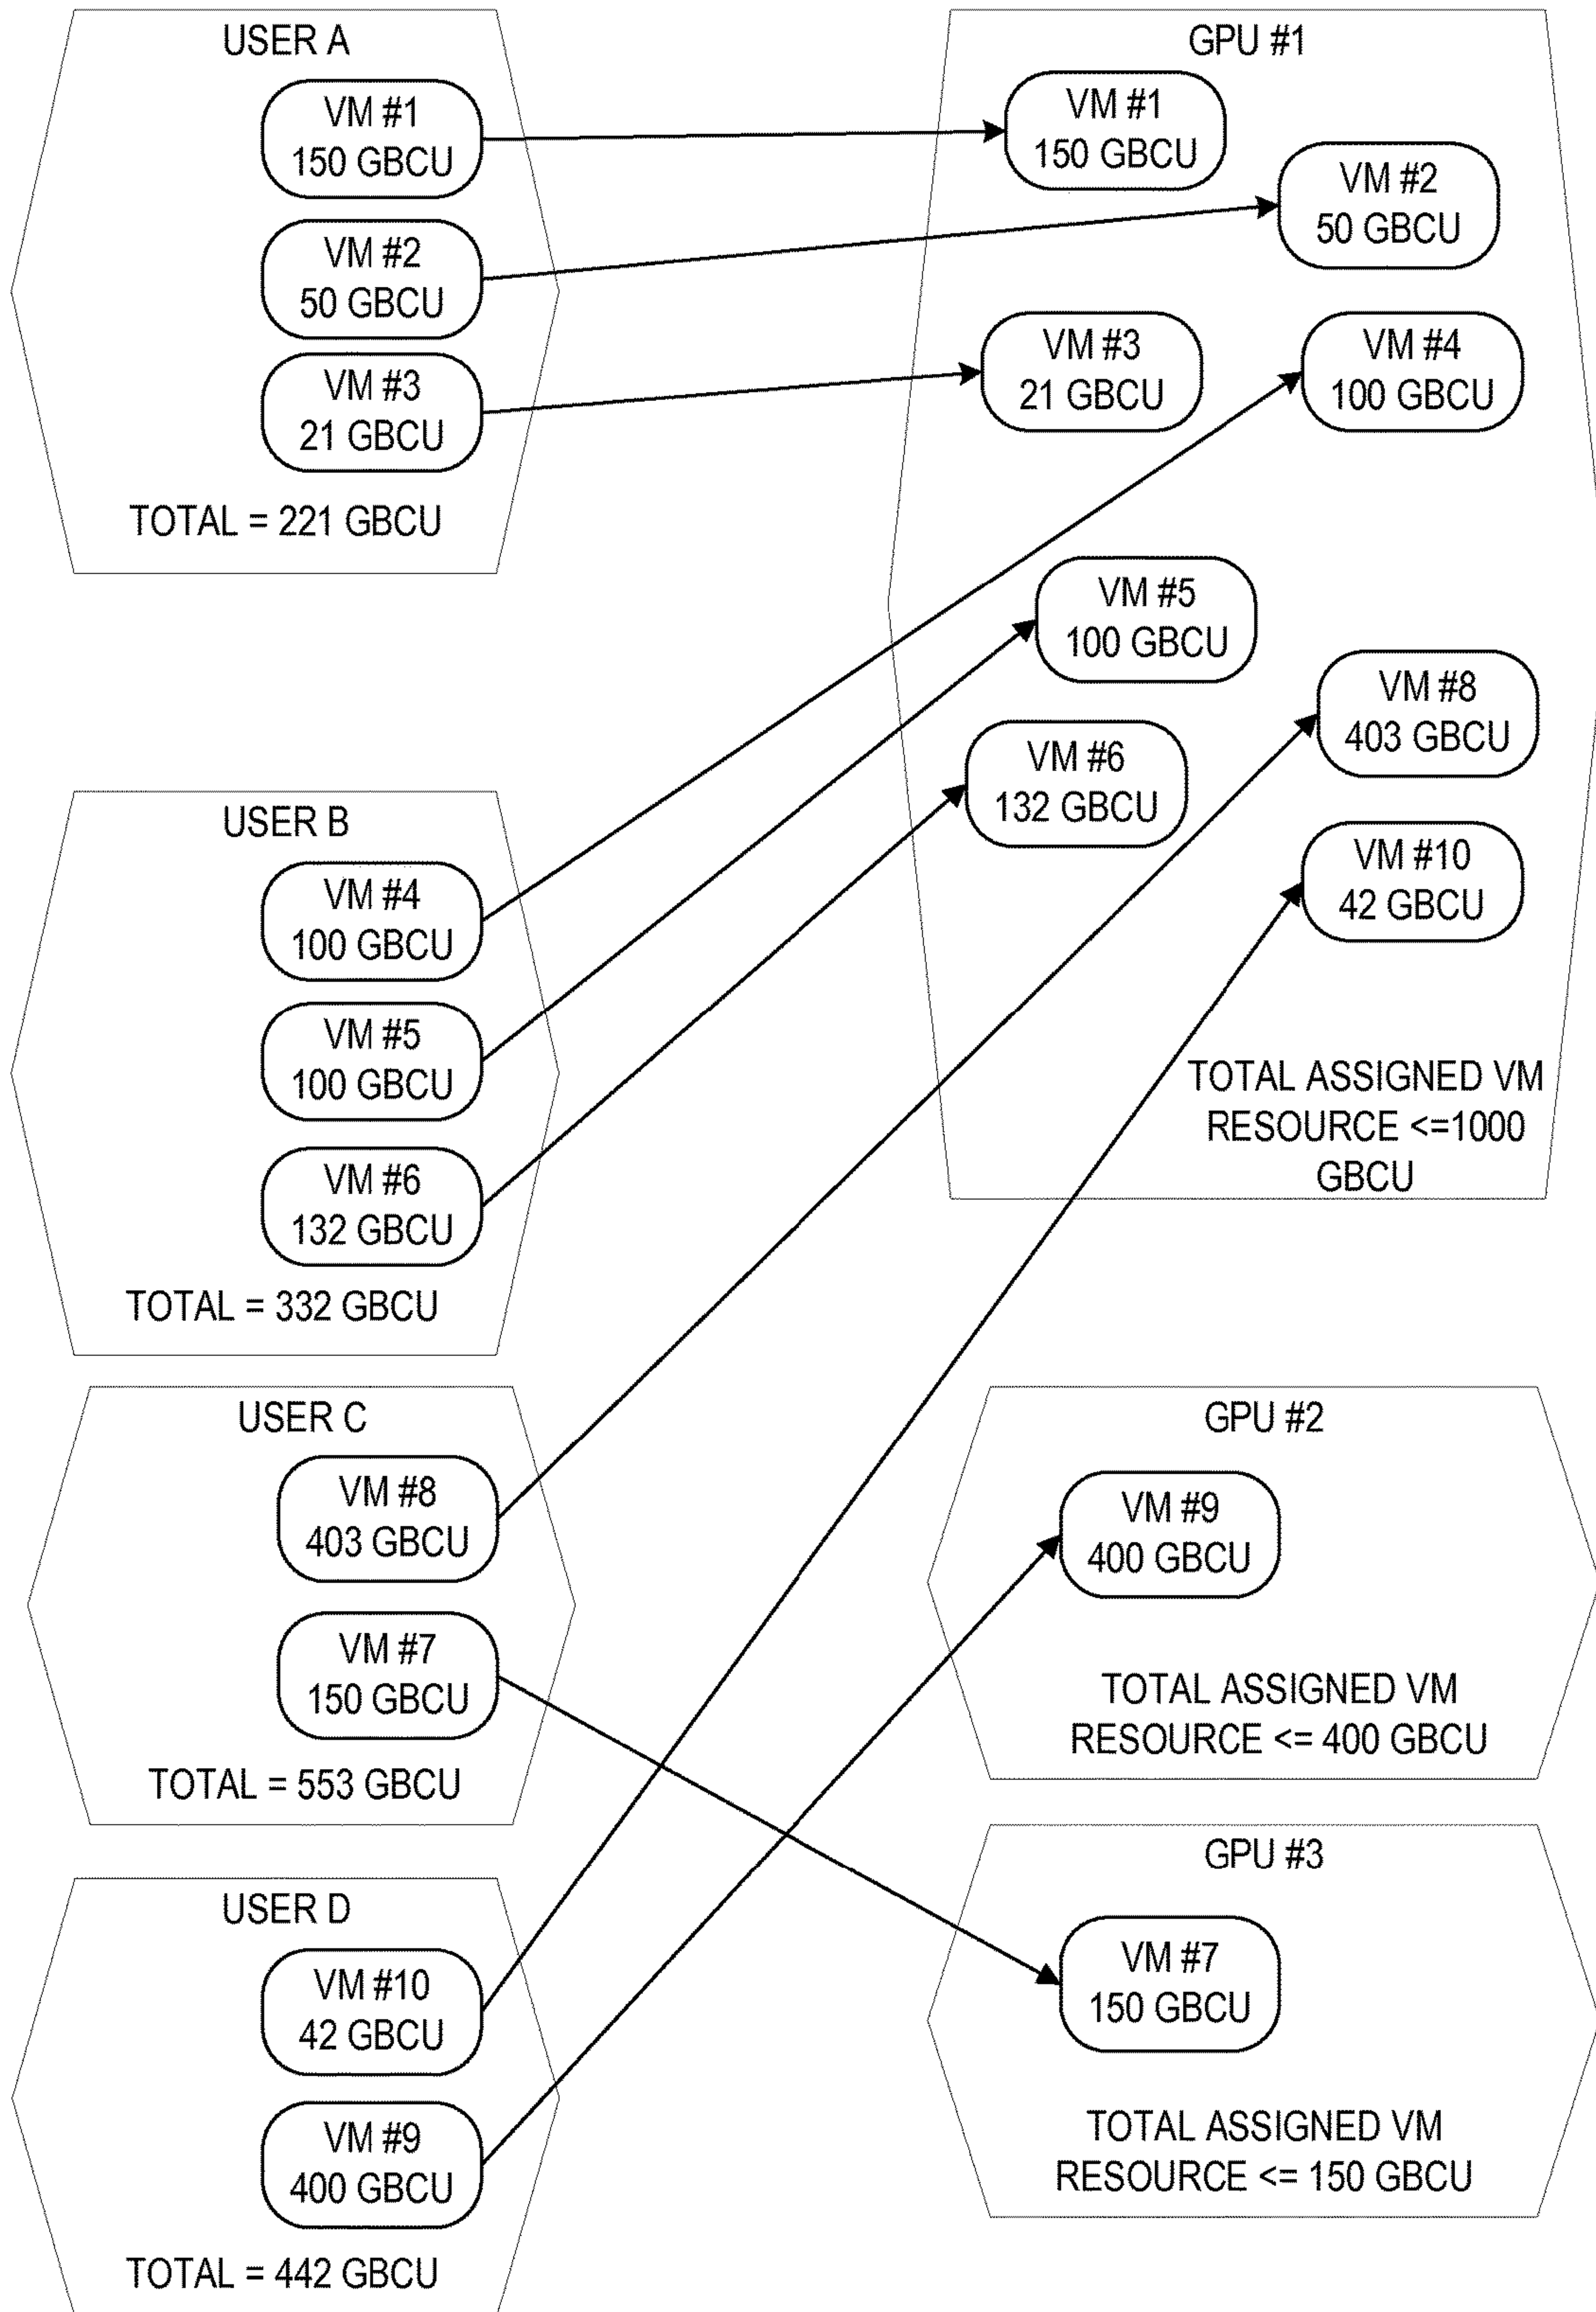 USER A
VM #1
150 GBCU
VM #2
50 GBCU
VM #3
21 GBCU
TOTAL = 221 GBCU
USER B
VM #4
100 GBCU
VM #5
100 GBCU
VM #6
132 GBCU
TOTAL = 332 GBCU
USER C
VM #8
403 GBCU
VM #7
150 GBCU
TOTAL = 553 GBCU
USER D
VM #10
42 GBCU
VM #9
400 GBCU
TOTAL = 442 GBCU
GPU #1
VM #1
150 GBCU
VM #2
50 GBCU
VM #3
21 GBCU
VM #4
100 GBCU
VM #5
100 GBCU
VM #8
403 GBCU
VM #6
132 GBCU
VM #10
42 GBCU
TOTAL ASSIGNED VM
RESOURCE <=1000
GBCU
GPU #2
VM #9
400 GBCU
TOTAL ASSIGNED VM
RESOURCE <= 400 GBCU
GPU #3
VM #7
150 GBCU
TOTAL ASSIGNED VM
RESOURCE <= 150 GBCU